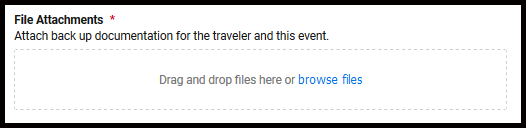 File Attachments *
Attach back up documentation for the traveler and this event.
Drag and drop files here or browse files